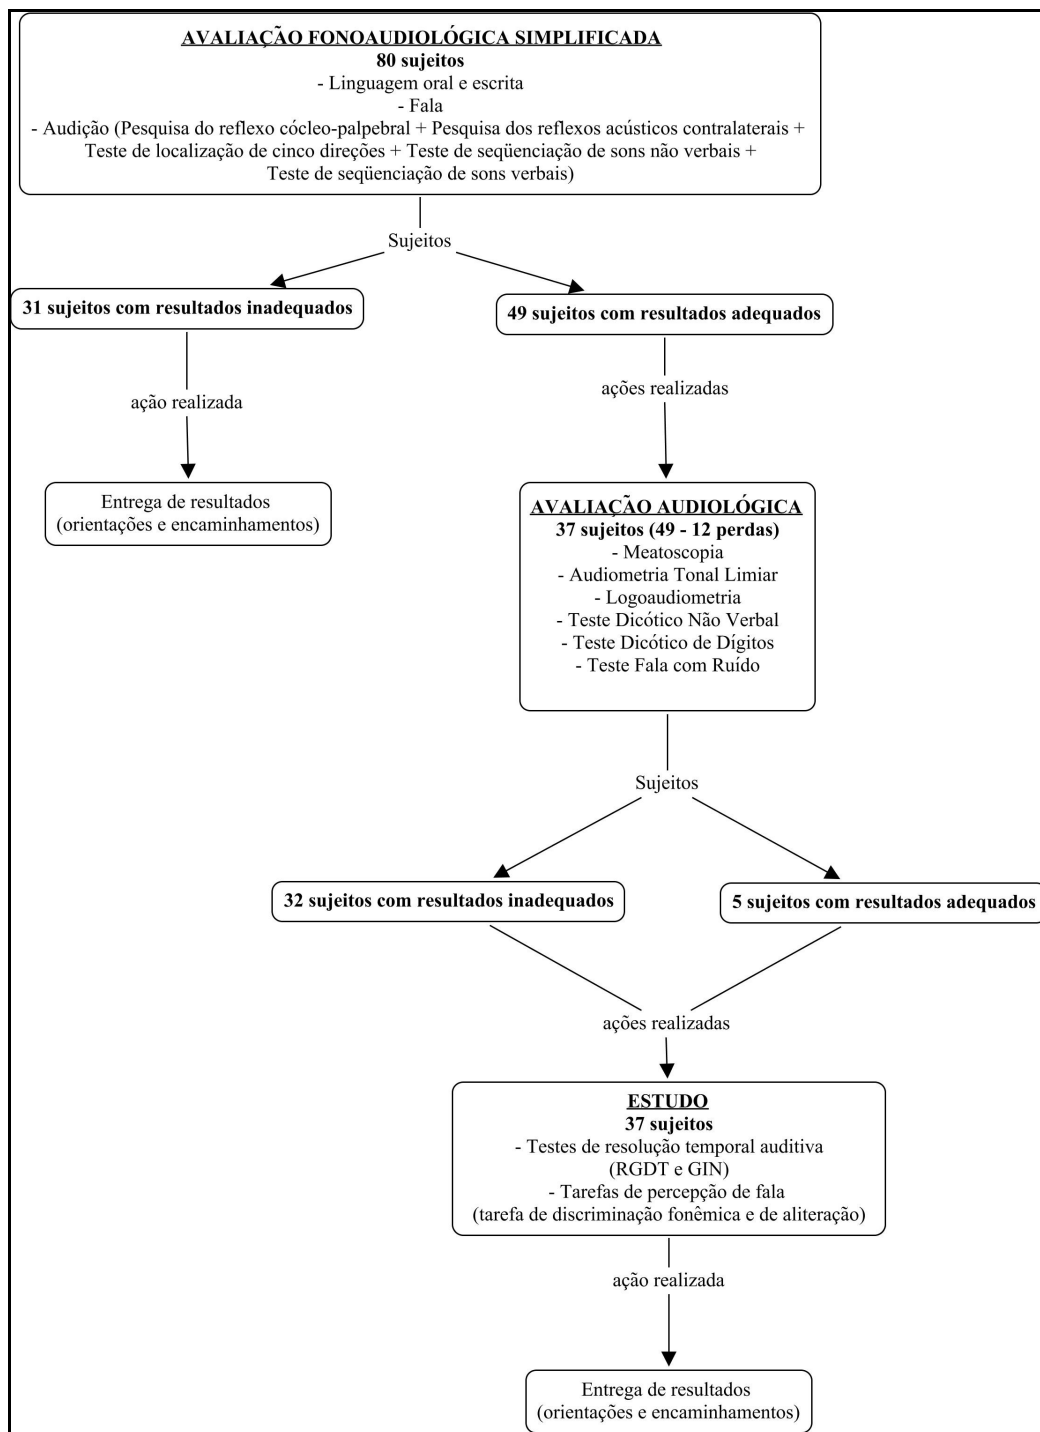 AVALIAÇÃO FONOAUDIOLÓGICA SIMPLIFICADA
80 sujeitos
- Linguagem oral e escrita
- Fala
- Audição (Pesquisa do reflexo cócleo-palpebral + Pesquisa dos reflexos acústicos contralaterais +
Teste de localização de cinco direções + Teste de seqüenciação de sons não verbais +
Teste de seqüenciação de sons verbais)
Sujeitos
31 sujeitos com resultados inadequados
49 sujeitos com resultados adequados
ação realizada
ações realizadas
Entrega de resultados
(orientações e encaminhamentos)
AVALIAÇÃO AUDIOLÓGICA
37 sujeitos (49 - 12 perdas)
- Meatoscopia
- Audiometria Tonal Limiar
- Logoaudiometria
- Teste Dicótico Não Verbal
- Teste Dicótico de Dígitos
- Teste Fala com Ruído
Sujeitos
32 sujeitos com resultados inadequados
5 sujeitos com resultados adequados
ações realizadas
ESTUDO
37 sujeitos
- Testes de resolução temporal auditiva
(RGDT e GIN)
- Tarefas de percepção de fala
(tarefa de discriminação fonêmica e de aliteração)
ação realizada
Entrega de resultados
(orientações e encaminhamentos)